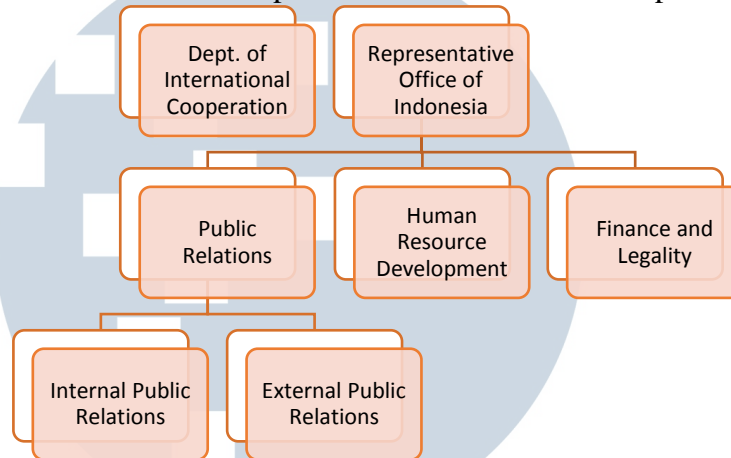 Dept. of
International
Cooperation
Representative
Office of
Indonesia
Public
Relations
Human
Resource
Development
Finance and
Legality
Internal Public
Relations
External Public
Relations